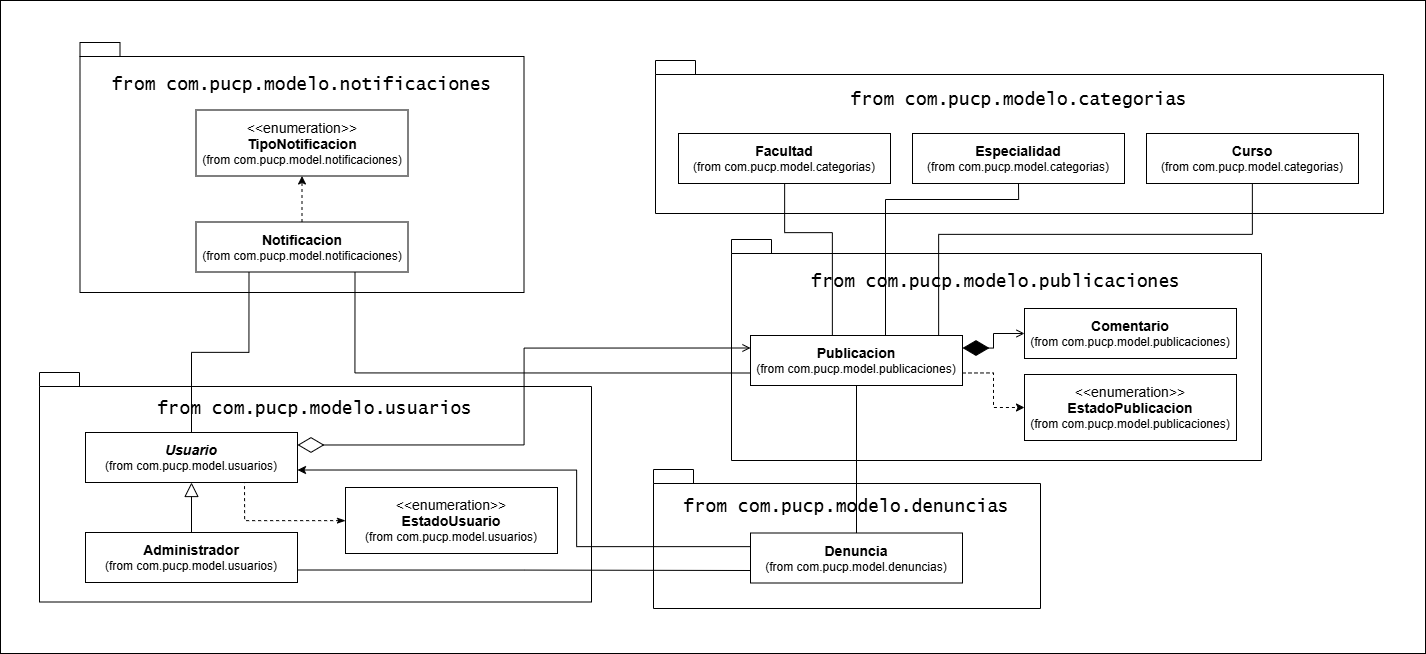 from com.pucp.modelo.notificaciones
<<enumeration>>
TipoNotificacion
(from com.pucp.model.notificaciones)
Notificacion
(from com.pucp.model.notificaciones)
from com.pucp.modelo.categorias
Facultad
(from com.pucp.model.categorias)
Especialidad
(from com.pucp.model.categorias)
Curso
(from com.pucp.model.categorias)
from com.pucp.modelo.publicaciones
Publicacion
(from com.pucp.model.publicaciones)
Comentario
(from com.pucp.model.publicaciones)
<<enumeration>>
EstadoPublicacion
(from com.pucp.model.publicaciones)
from com.pucp.modelo.usuarios
Usuario
(from com.pucp.model.usuarios)
<<enumeration>>
EstadoUsuario
(from com.pucp.model.usuarios)
Administrador
(from com.pucp.model.usuarios)
from com.pucp.modelo.denuncias
Denuncia
(from com.pucp.model.denuncias)